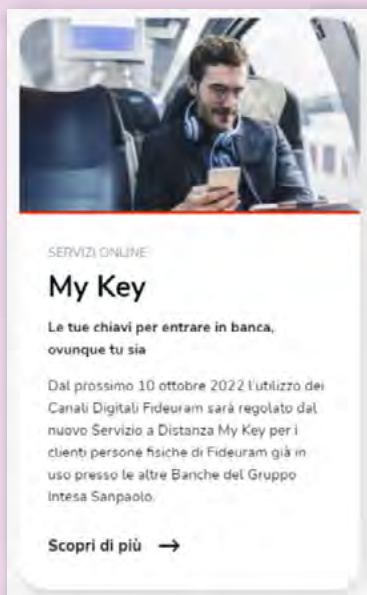 SERVIZI ONLINE
My Key
Le tue chiavi per entrare in banca,
ovunque tu sia
Dal prossimo 10 ottobre 2022 l'utilizzo dei
Canali Digitali Fideuram sarà regolato dal
nuovo Servizio a Distanza My Key per i
clienti persone fisiche di Fideuram già in
uso presso le altre Banche del Gruppo
Intesa Sanpaolo.
Scopri di più →